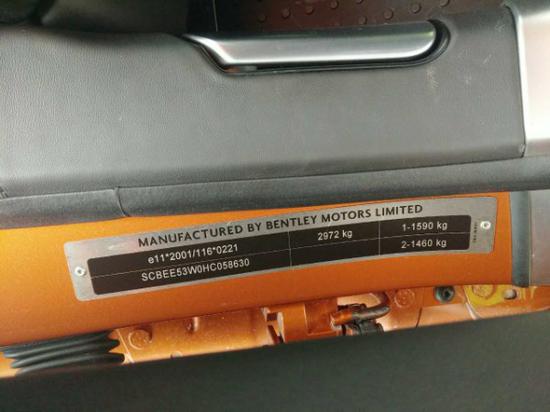 MANUFACTURED BY BENTLEY MOTORS LIMITED
e11*2001/116*0221 2972 kg 1-1590 kg
SCBEE53W0HC058630 2-1460 kg